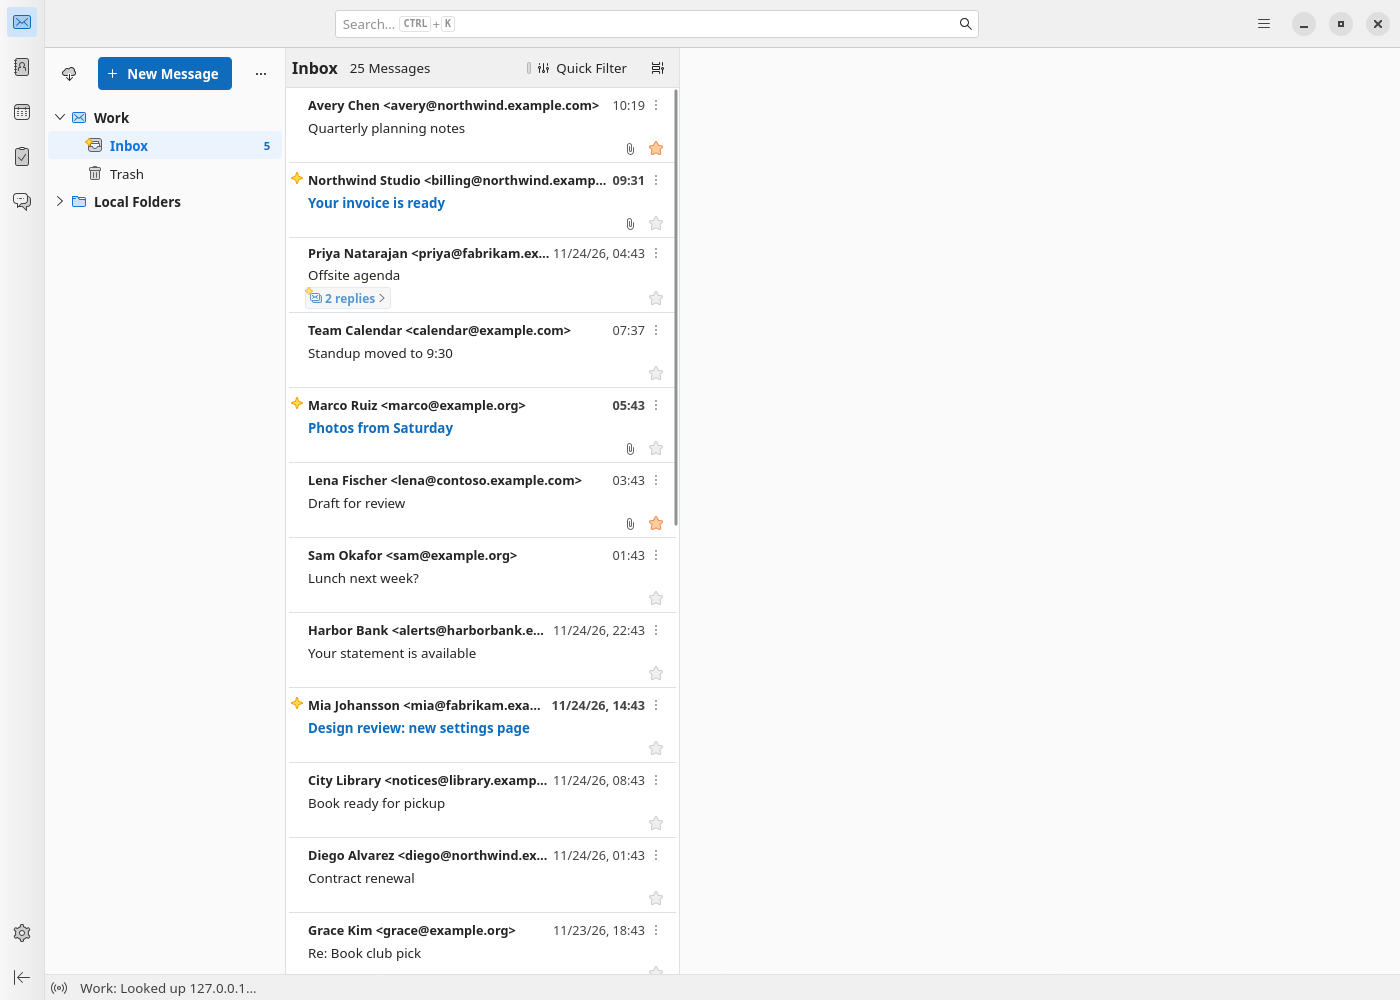 Search... CTRL + K
Inbox 25 Messages Quick Filter
New Message
Work
Inbox 5
Trash
Local Folders
Avery Chen <avery@northwind.example.com> 10:19
Quarterly planning notes
Northwind Studio <billing@northwind.examp... 09:31
Your invoice is ready
Priya Natarajan <priya@fabrikam.ex... 11/24/26, 04:43
Offsite agenda
2 replies
Team Calendar <calendar@example.com> 07:37
Standup moved to 9:30
Marco Ruiz <marco@example.org> 05:43
Photos from Saturday
Lena Fischer <lena@contoso.example.com> 03:43
Draft for review
Sam Okafor <sam@example.org> 01:43
Lunch next week?
Harbor Bank <alerts@harborbank.e... 11/24/26, 22:43
Your statement is available
Mia Johansson <mia@fabrikam.exa... 11/24/26, 14:43
Design review: new settings page
City Library <notices@library.examp... 11/24/26, 08:43
Book ready for pickup
Diego Alvarez <diego@northwind.ex... 11/24/26, 01:43
Contract renewal
Grace Kim <grace@example.org> 11/23/26, 18:43
Re: Book club pick
Work: Looked up 127.0.0.1...